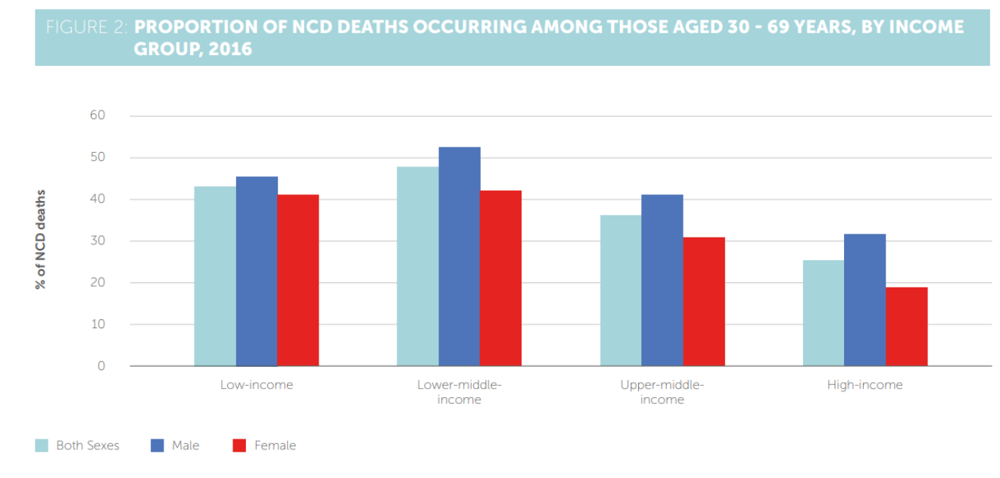 FIGURE 2: PROPORTION OF NCD DEATHS OCCURRING AMONG THOSE AGED 30 - 69 YEARS, BY INCOME
GROUP, 2016
% of NCD deaths
60
50
40
30
20
10
0
Low-income
Lower-middle-
income
Upper-middle-
income
High-income
Both Sexes
Male
Female